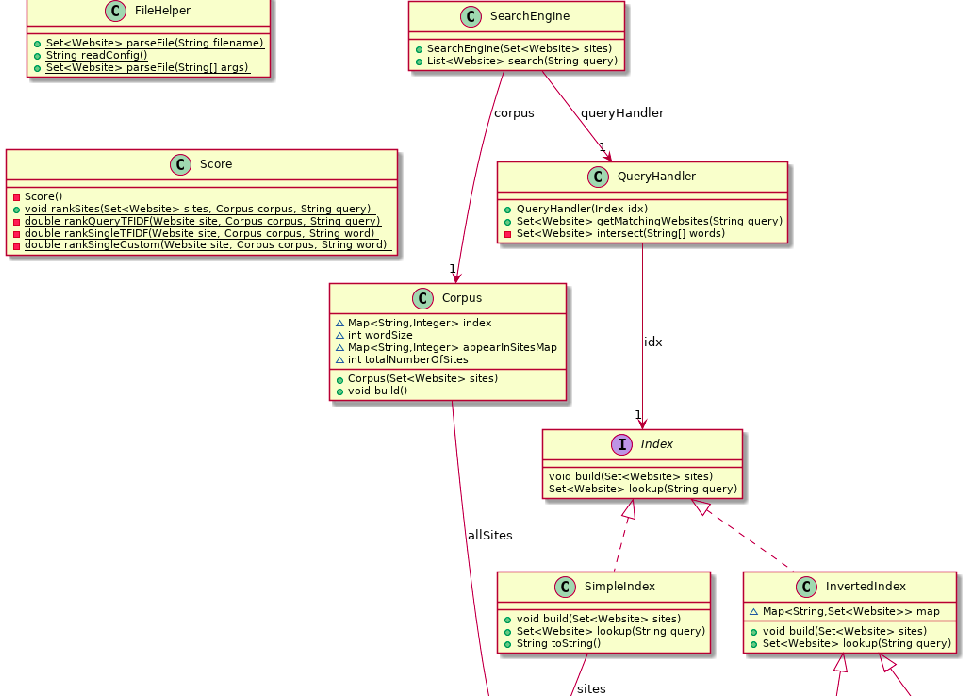 C FileHelper
Set<Website> parseFile(String filename)
String readConfig()
Set<Website> parseFile(String[] args)
C SearchEngine
SearchEngine(Set<Website> sites)
List<Website> search(String query)
corpus
queryHandler
1
C Score
Score()
void rankSites(Set<Website> sites, Corpus corpus, String query)
double rankQueryTFIDF(Website site, Corpus corpus, String query)
double rankSingleTFIDF(Website site, Corpus corpus, String word)
double rankSingleCustom(Website site, Corpus corpus, String word)
C QueryHandler
QueryHandler(Index idx)
Set<Website> getMatchingWebsites(String query)
Set<Website> intersect(String[] words)
1
C Corpus
Map<String,Integer> index
int wordSize
Map<String,Integer> appearInSitesMap
int totalNumberOfSites
Corpus(Set<Website> sites)
void build()
idx
1
I Index
void build(Set<Website> sites)
Set<Website> lookup(String query)
allSites
C SimpleIndex
void build(Set<Website> sites)
Set<Website> lookup(String query)
String toString()
C InvertedIndex
Map<String,Set<Website>> map
void build(Set<Website> sites)
Set<Website> lookup(String query)
sites